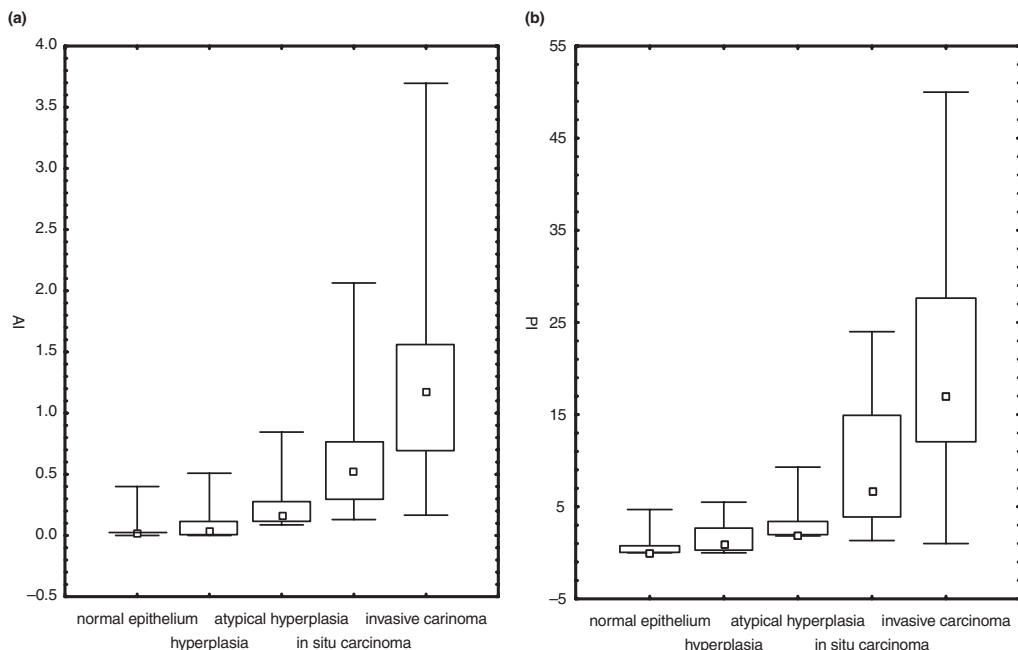 (a)
4.0
3.5
3.0
2.5
2.0
1.5
1.0
0.5
0.0
–0.5
AI
normal epithelium atypical hyperplasia invasive carinoma
hyperplasia in situ carcinoma
(b)
55
45
35
25
15
5
–5
PI
normal epithelium atypical hyperplasia invasive carcinoma
hyperplasia in situ carcinoma